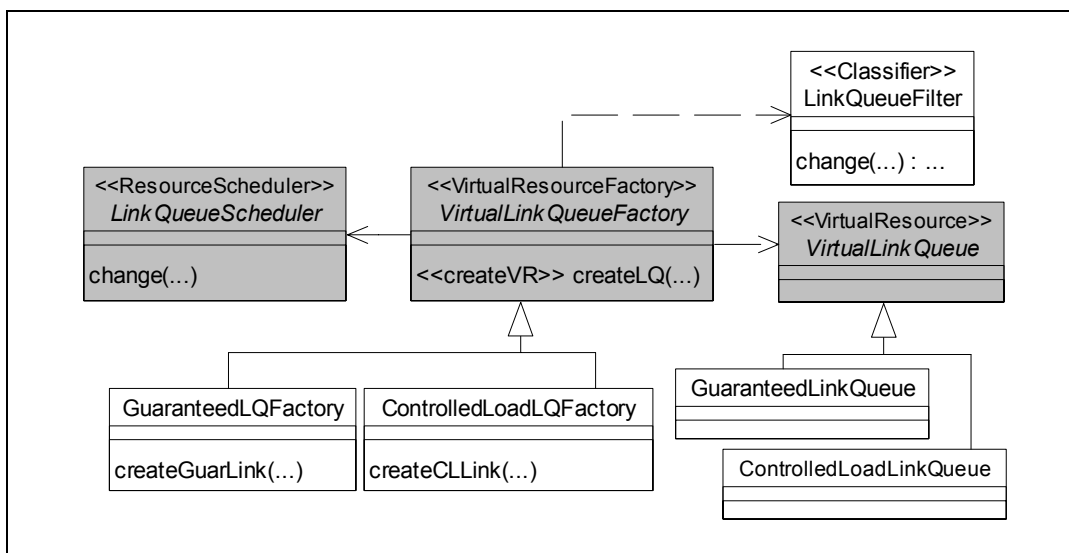 <<Classifier>>
LinkQueueFilter
change(...) : ...
<<ResourceScheduler>>
LinkQueueScheduler
change(...)
<<VirtualResourceFactory>>
VirtualLinkQueueFactory
<<createVR>> createLQ(...)
<<VirtualResource>>
VirtualLinkQueue
GuaranteedLQFactory
createGuarLink(...)
ControlledLoadLQFactory
createCLLink(...)
GuaranteedLinkQueue
ControlledLoadLinkQueue